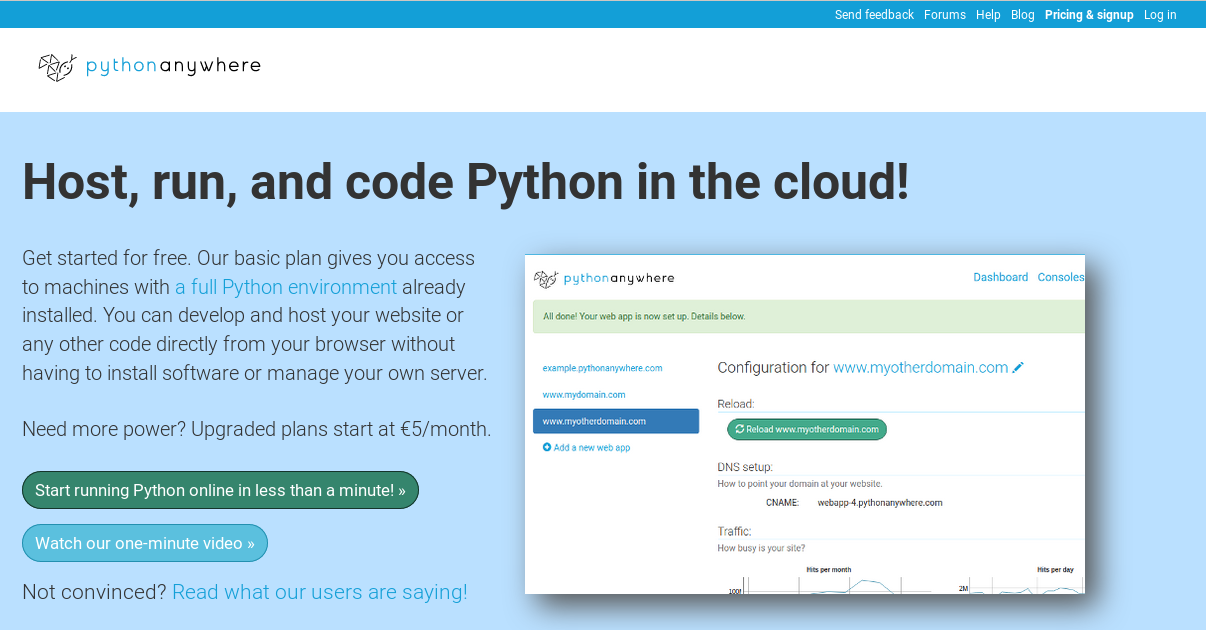 Send feedback Forums Help Blog Pricing & signup Log in
pythonanywhere
Host, run, and code Python in the cloud!
Get started for free. Our basic plan gives you access
to machines with a full Python environment already
installed. You can develop and host your website or
any other code directly from your browser without
having to install software or manage your own server.
Need more power? Upgraded plans start at €5/month.
Start running Python online in less than a minute! »
Watch our one-minute video »
Not convinced? Read what our users are saying!
pythonanywhere
Dashboard Consoles
All done! Your web app is now set up. Details below.
example.pythonanywhere.com
www.mydomain.com
www.myotherdomain.com
Add a new web app
Configuration for www.myotherdomain.com
Reload:
Reload www.myotherdomain.com
DNS setup:
How to point your domain at your website.
CNAME: webapp-4.pythonanywhere.com
Traffic:
How busy is your site?
Hits per month
Hits per day
2M